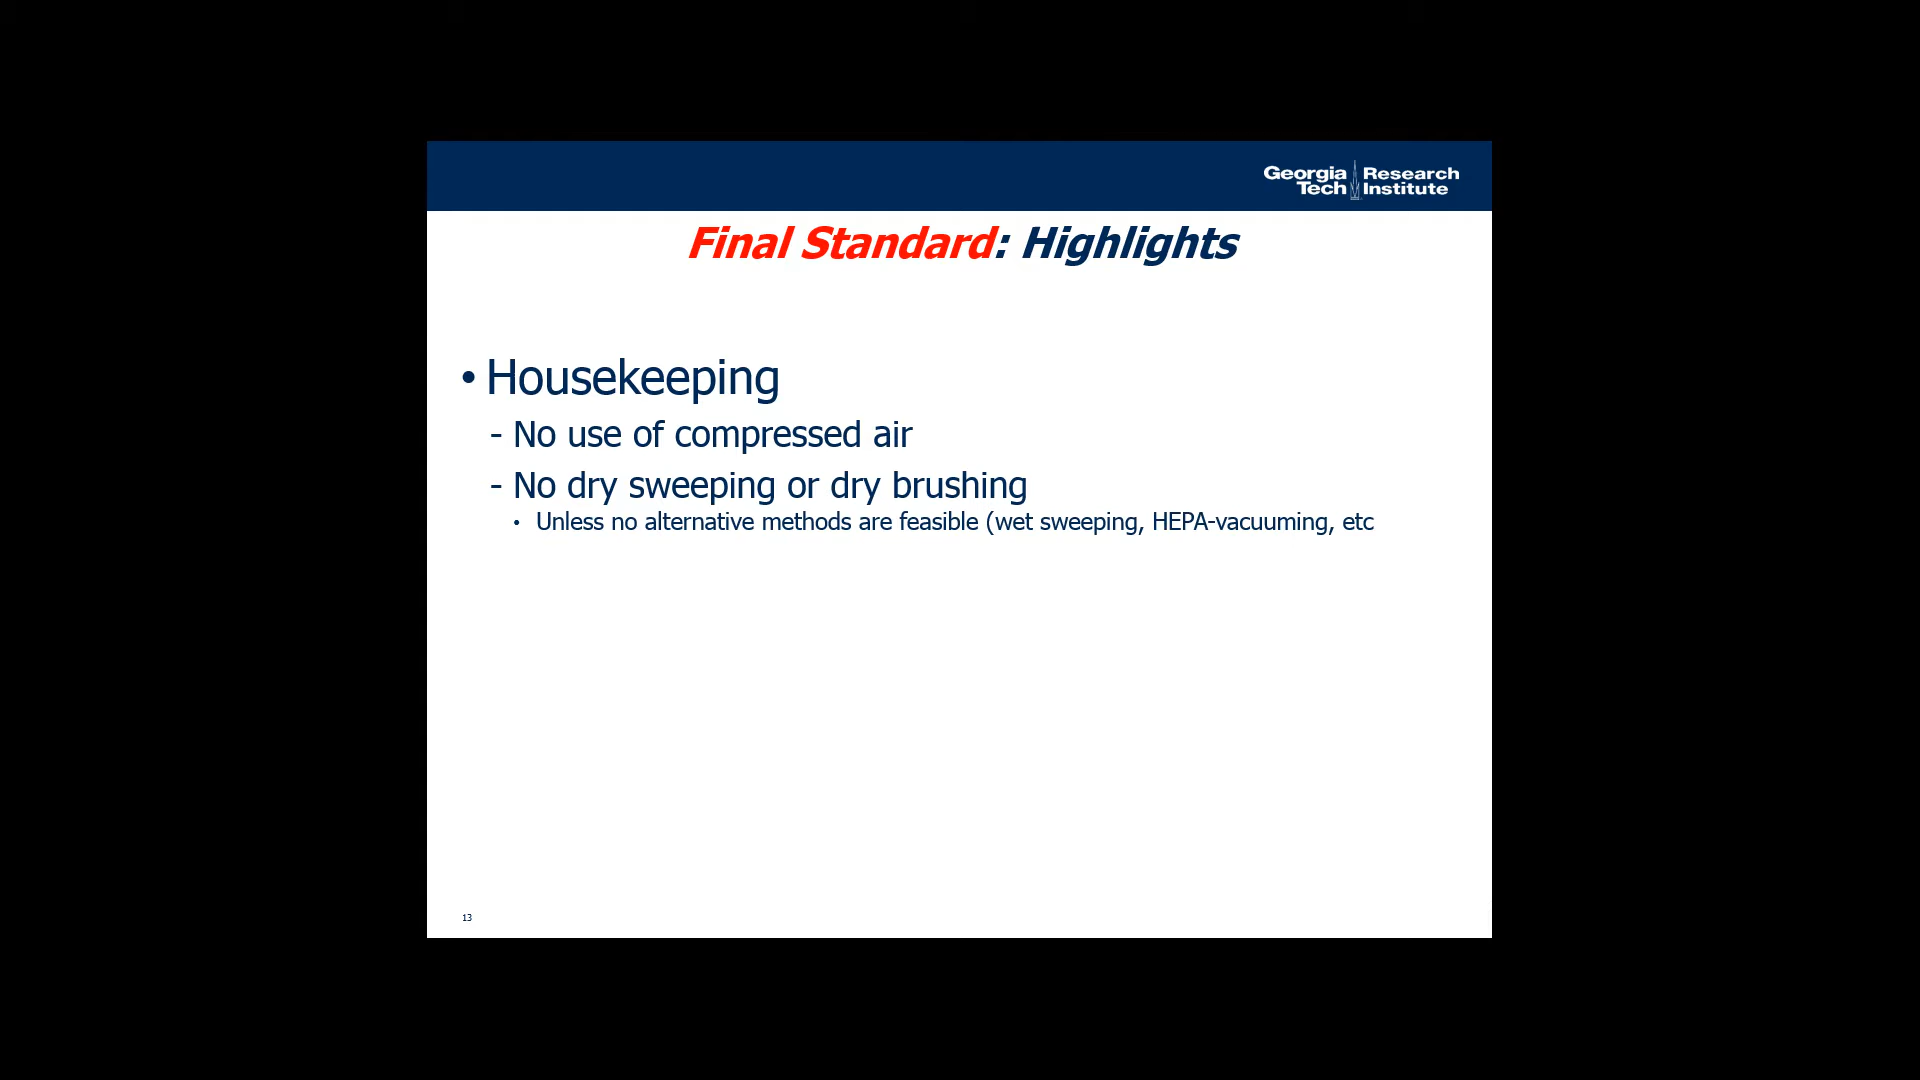 Georgia Research
Tech Institute
Final Standard: Highlights
• Housekeeping
- No use of compressed air
- No dry sweeping or dry brushing
• Unless no alternative methods are feasible (wet sweeping, HEPA-vacuuming, etc
13